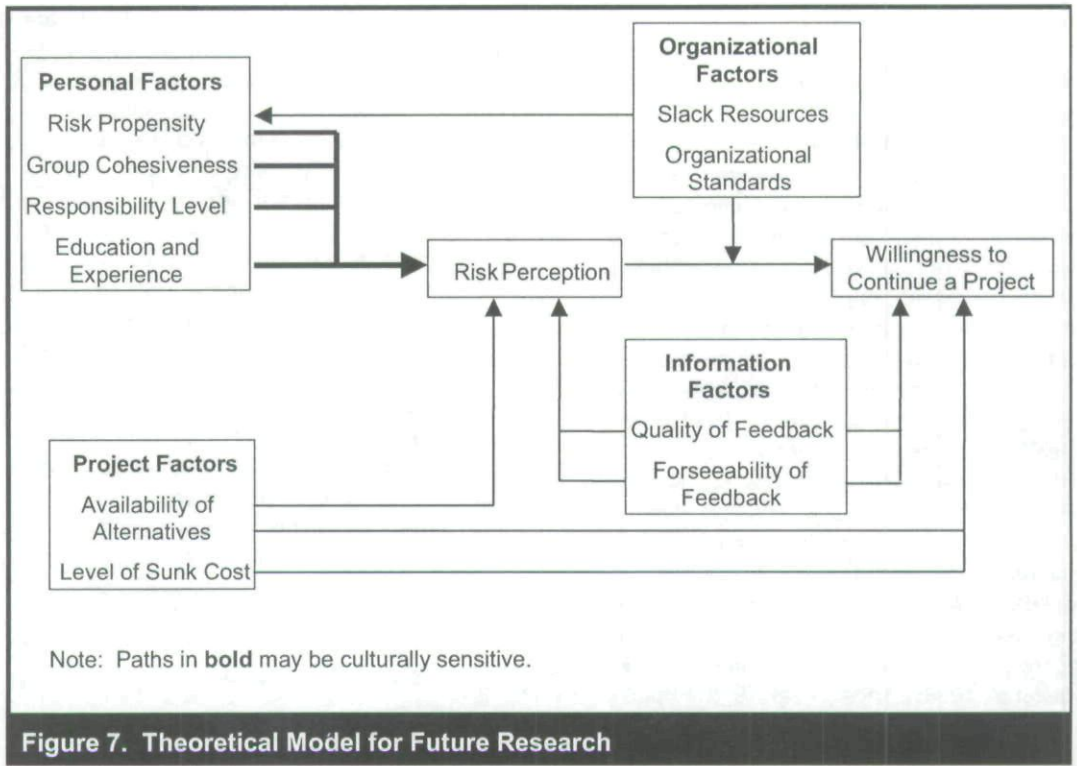 Personal Factors
Risk Propensity
Group Cohesiveness
Responsibility Level
Education and
Experience
Organizational
Factors
Slack Resources
Organizational
Standards
Risk Perception
Willingness to
Continue a Project
Information
Factors
Quality of Feedback
Forseeability of
Feedback
Project Factors
Availability of
Alternatives
Level of Sunk Cost
Note: Paths in bold may be culturally sensitive.
Figure 7. Theoretical Model for Future Research